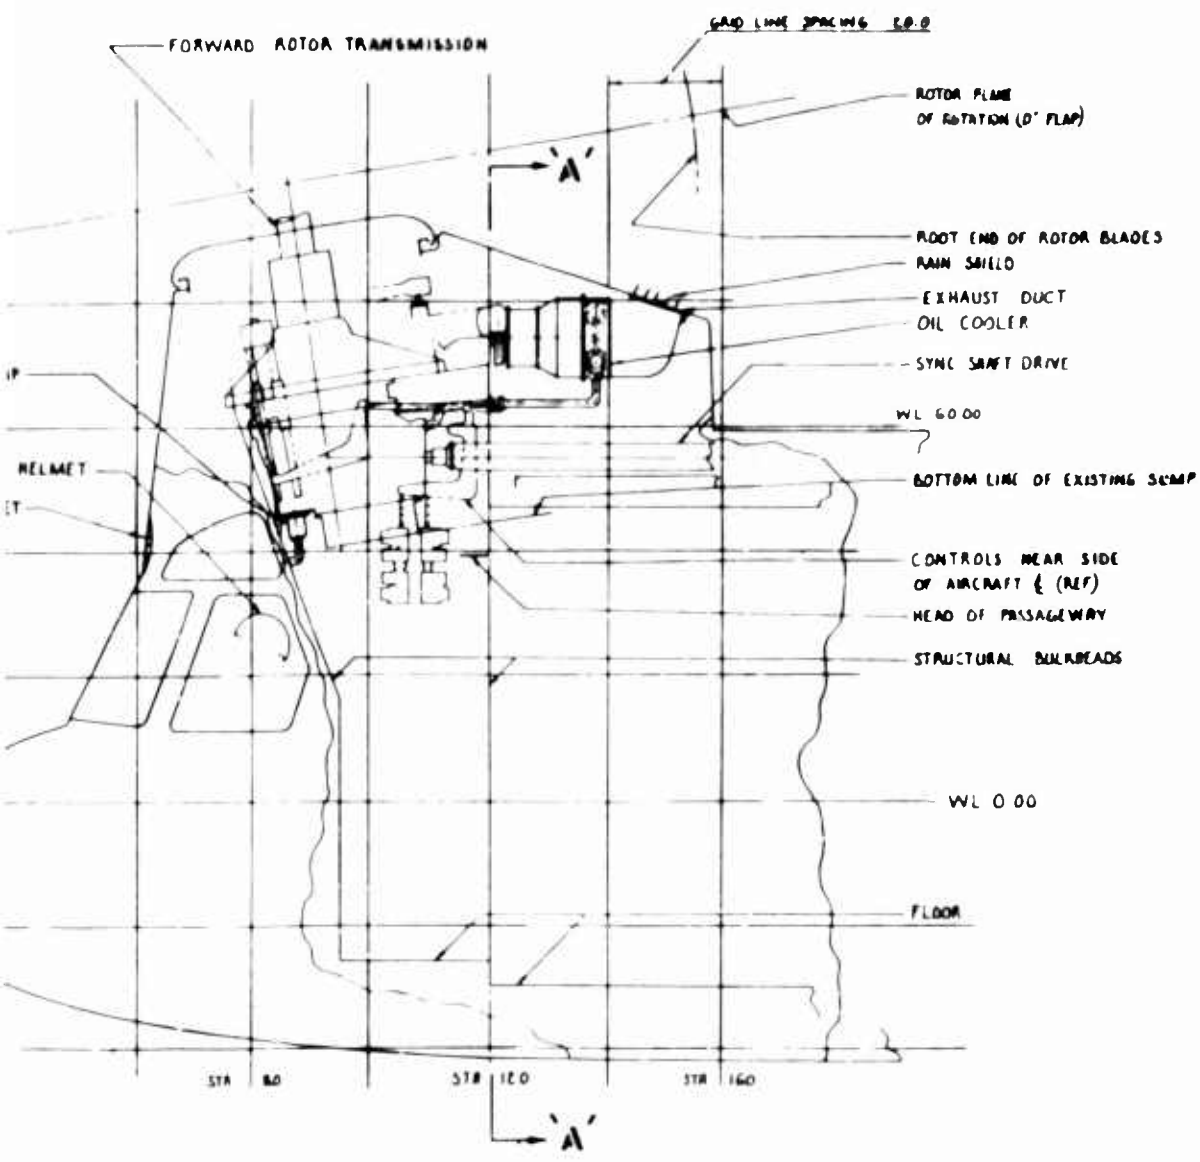 GRID LINE SPACING 20.0
FORWARD ROTOR TRANSMISSION
ROTOR PLANE
OF ROTATION (0° FLAP)
'A'
ROOT END OF ROTOR BLADES
RAIN SHIELD
EXHAUST DUCT
OIL COOLER
SYNC SHAFT DRIVE
WL 60.00
HELMET
BOTTOM LINE OF EXISTING SUMP
CONTROLS NEAR SIDE
OF AIRCRAFT ℄ (REF)
HEAD OF PASSAGEWAY
STRUCTURAL BULKHEADS
WL 0.00
FLOOR
STA 80
STA 120
STA 160
'A'